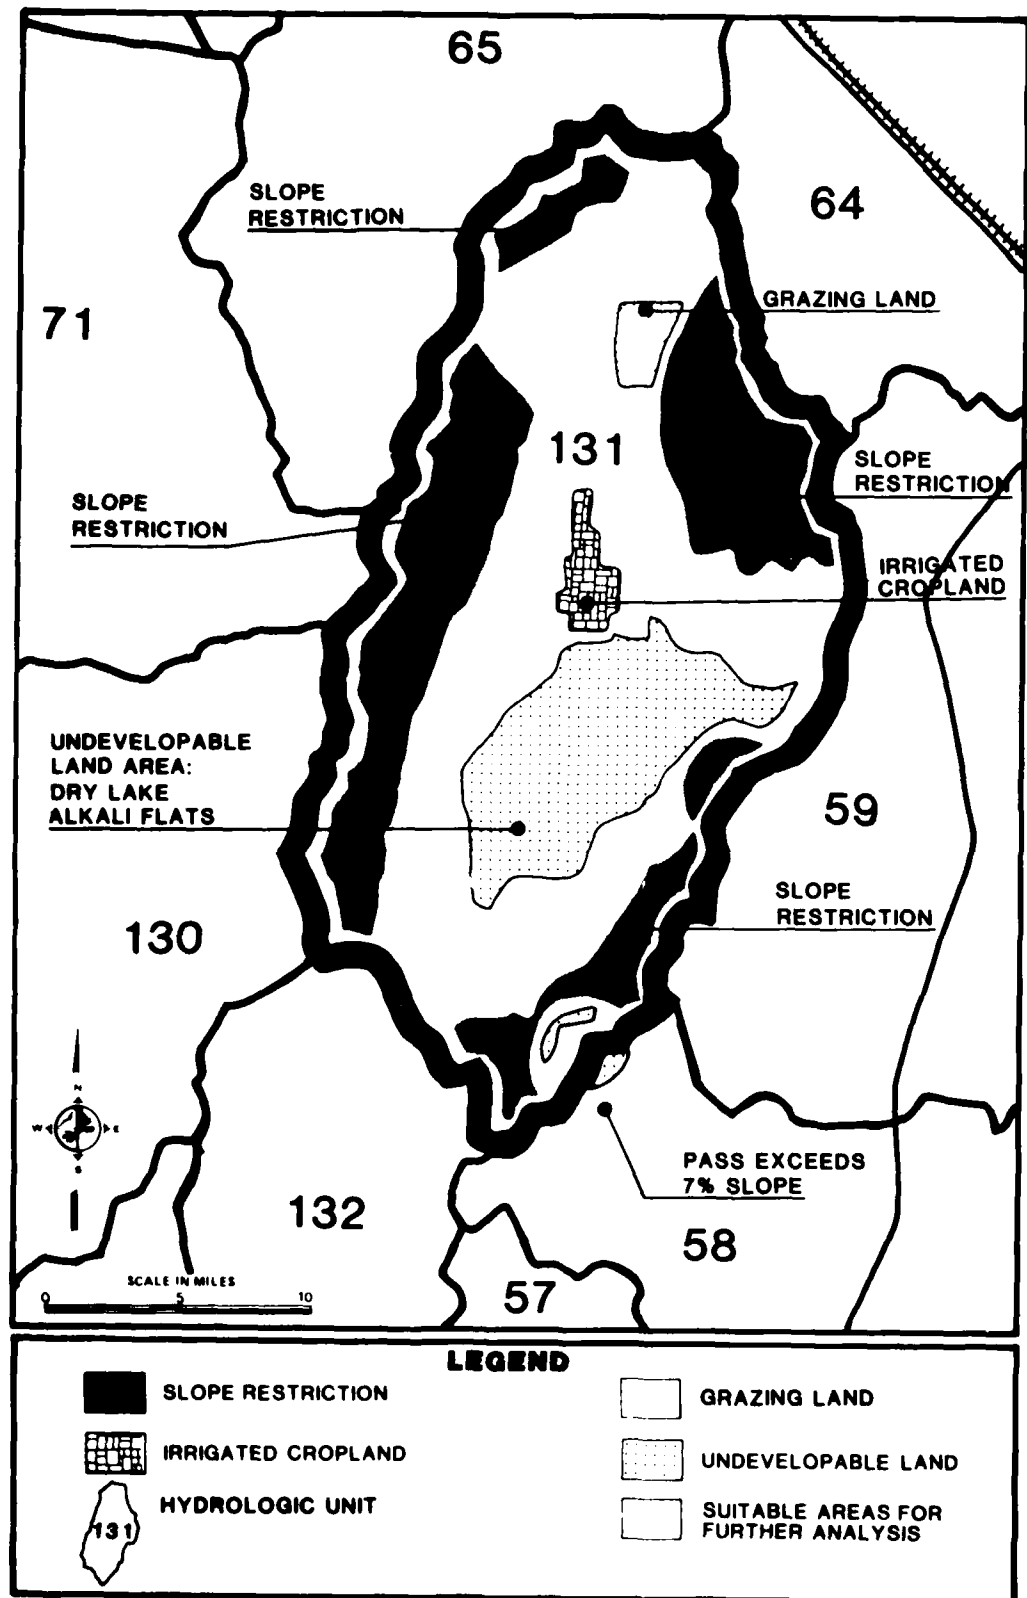 65
SLOPE
RESTRICTION
64
71
GRAZING LAND
131
SLOPE
RESTRICTION
SLOPE
RESTRICTION
IRRIGATED
CROPLAND
UNDEVELOPABLE
LAND AREA:
DRY LAKE
ALKALI FLATS
59
SLOPE
RESTRICTION
130
N
W E
S
PASS EXCEEDS
7% SLOPE
132
58
57
SCALE IN MILES
0 5 10
LEGEND
SLOPE RESTRICTION
GRAZING LAND
IRRIGATED CROPLAND
UNDEVELOPABLE LAND
HYDROLOGIC UNIT
131
SUITABLE AREAS FOR
FURTHER ANALYSIS